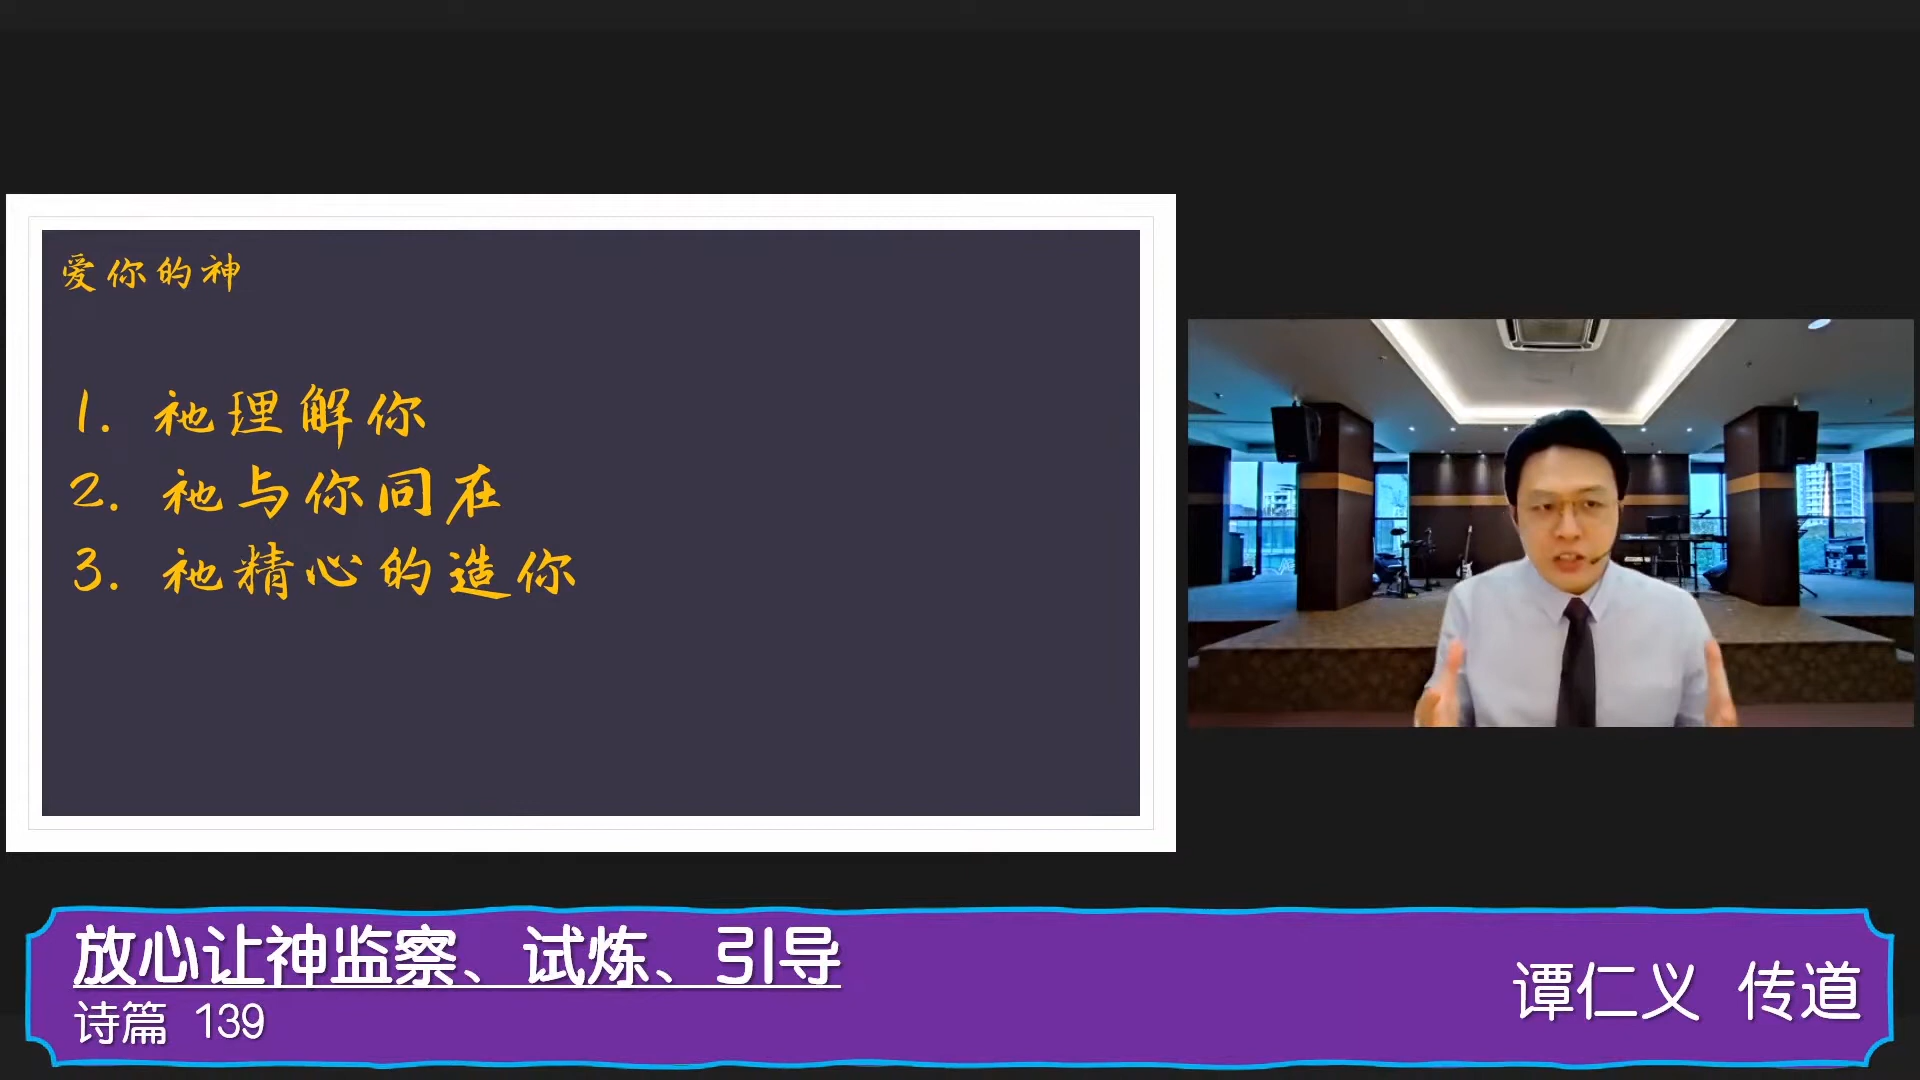 爱你的神
1. 祂理解你
2. 祂与你同在
3. 祂精心的造你
放心让神监察、试炼、引导
诗篇 139
谭仁义 传道